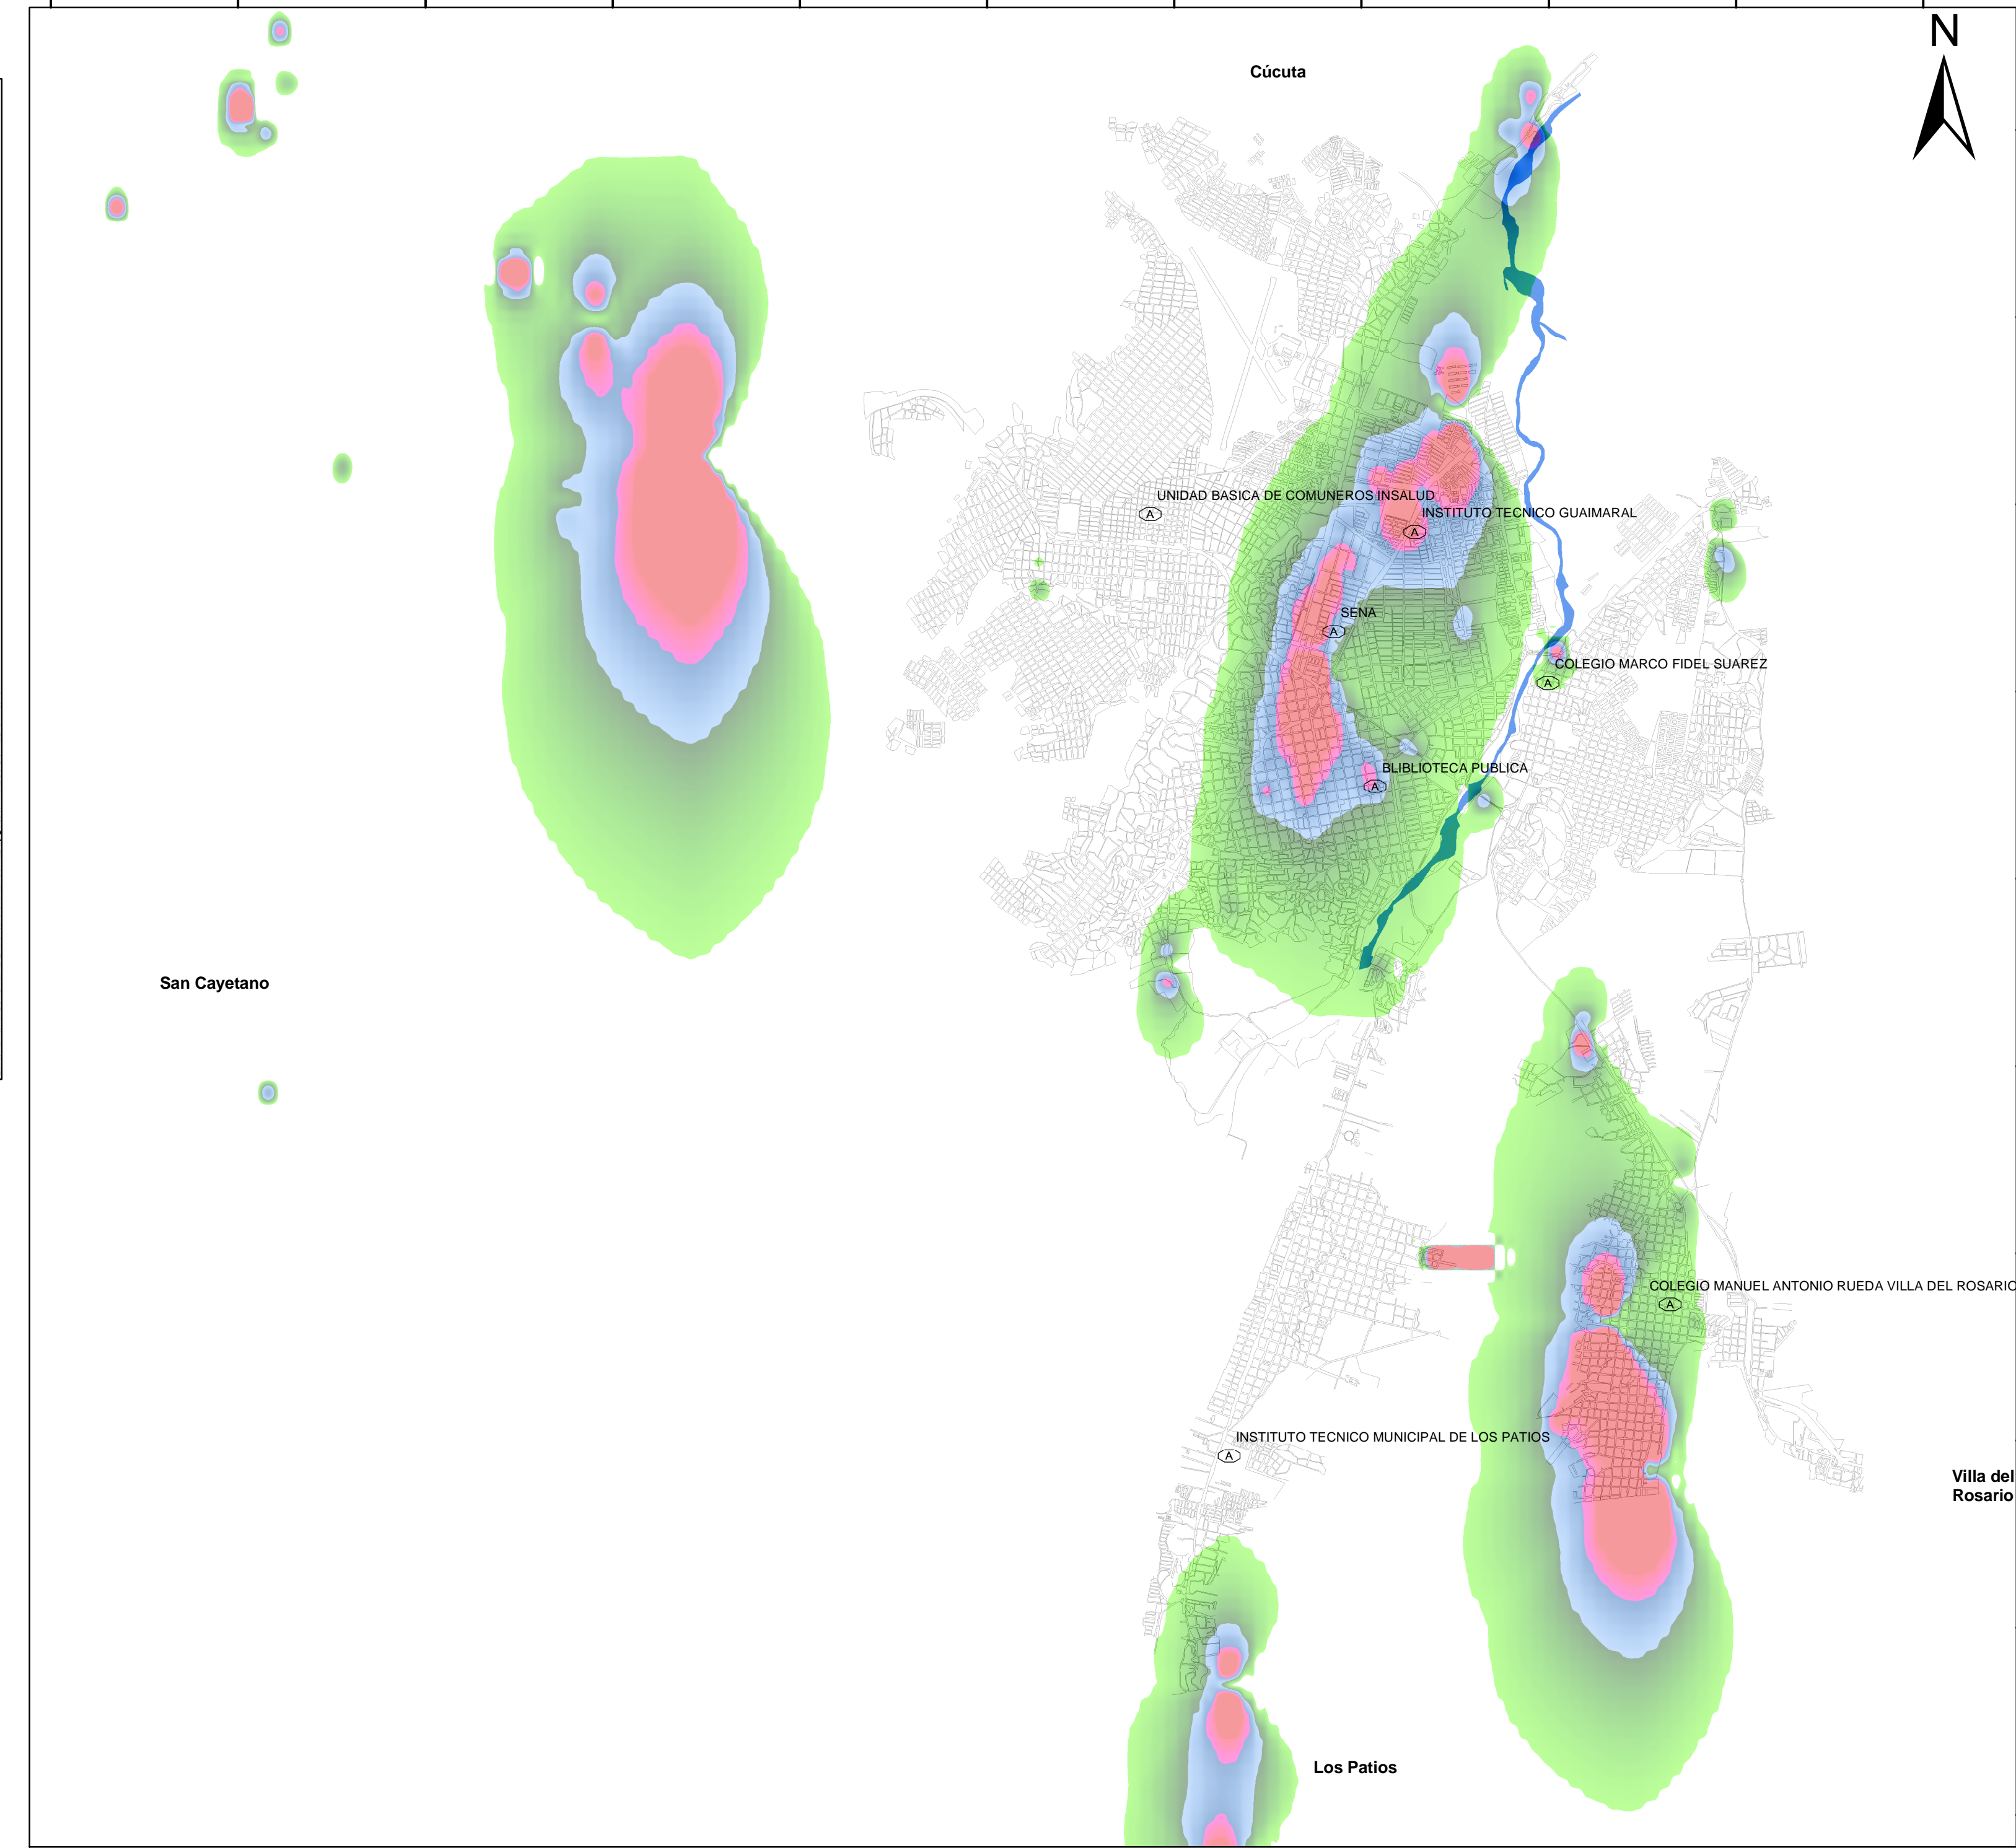 N
Cúcuta
UNIDAD BASICA DE COMUNEROS INSALUD
A
INSTITUTO TECNICO GUAIMARAL
A
SENA
A
COLEGIO MARCO FIDEL SUAREZ
A
BLIBLIOTECA PUBLICA
A
San Cayetano
COLEGIO MANUEL ANTONIO RUEDA VILLA DEL ROSARIO
A
INSTITUTO TECNICO MUNICIPAL DE LOS PATIOS
A
Villa del
Rosario
Los Patios